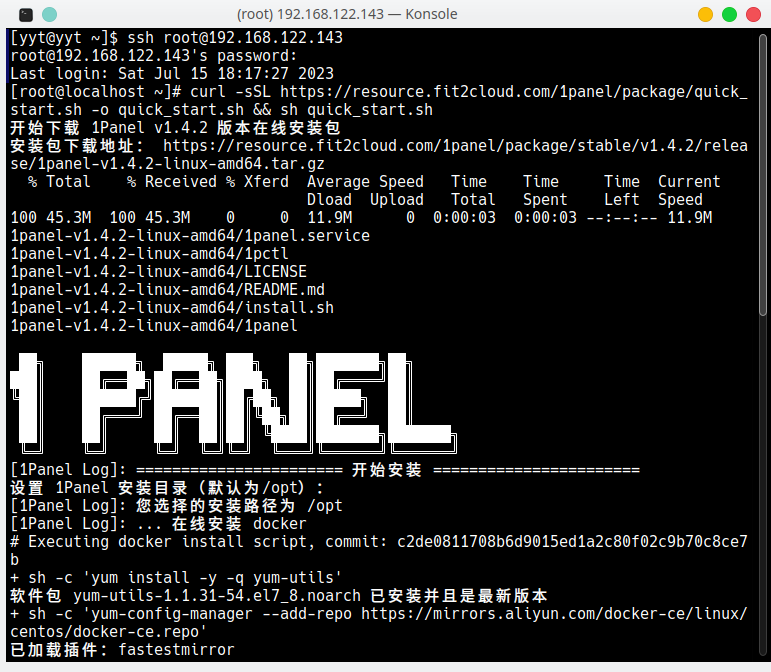 (root) 192.168.122.143 — Konsole
[yyt@yyt ~]$ ssh root@192.168.122.143
root@192.168.122.143's password:
Last login: Sat Jul 15 18:17:27 2023
[root@localhost ~]# curl -sSL https://resource.fit2cloud.com/1panel/package/quick_
start.sh -o quick_start.sh && sh quick_start.sh
开始下载 1Panel v1.4.2 版本在线安装包
安装包下载地址： https://resource.fit2cloud.com/1panel/package/stable/v1.4.2/relea
se/1panel-v1.4.2-linux-amd64.tar.gz
  % Total    % Received % Xferd  Average Speed   Time    Time     Time  Current
                                 Dload  Upload   Total   Spent    Left  Speed
100 45.3M  100 45.3M    0     0  11.9M      0  0:00:03  0:00:03 --:--:-- 11.9M
1panel-v1.4.2-linux-amd64/1panel.service
1panel-v1.4.2-linux-amd64/1pctl
1panel-v1.4.2-linux-amd64/LICENSE
1panel-v1.4.2-linux-amd64/README.md
1panel-v1.4.2-linux-amd64/install.sh
1panel-v1.4.2-linux-amd64/1panel
1 PANEL
[1Panel Log]: ======================= 开始安装 =======================
设置 1Panel 安装目录（默认为/opt）：
[1Panel Log]: 您选择的安装路径为 /opt
[1Panel Log]: ... 在线安装 docker
# Executing docker install script, commit: c2de0811708b6d9015ed1a2c80f02c9b70c8ce7
b
+ sh -c 'yum install -y -q yum-utils'
软件包 yum-utils-1.1.31-54.el7_8.noarch 已安装并且是最新版本
+ sh -c 'yum-config-manager --add-repo https://mirrors.aliyun.com/docker-ce/linux/
centos/docker-ce.repo'
已加载插件：fastestmirror